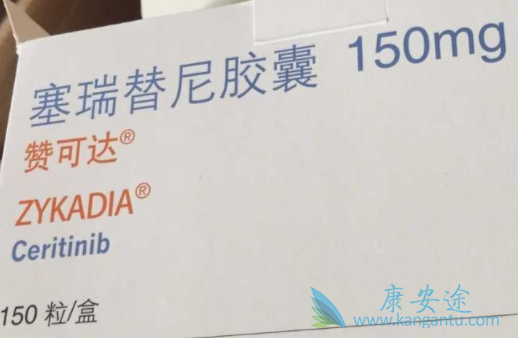 塞瑞替尼胶囊 150mg
赞可达®
ZYKADIA®
Ceritinib
150 粒/盒
康安途
www.kangantu.com